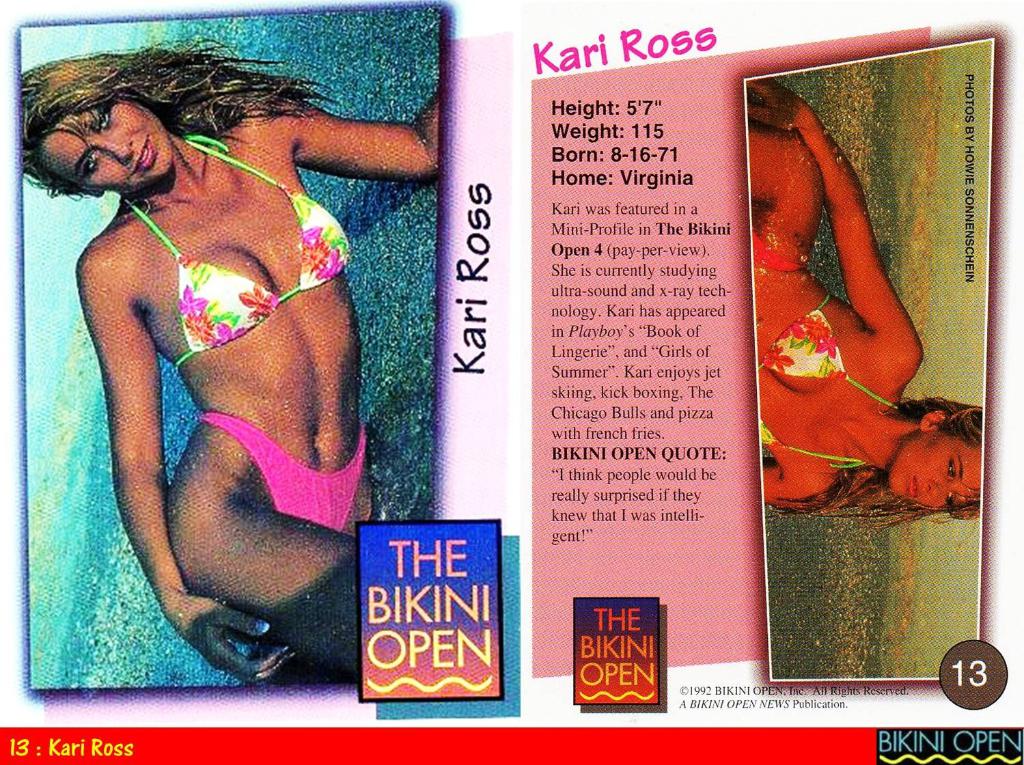 Kari Ross
THE
BIKINI
OPEN
Kari Ross
Height: 5'7"
Weight: 115
Born: 8-16-71
Home: Virginia
Kari was featured in a
Mini-Profile in The Bikini
Open 4 (pay-per-view).
She is currently studying
ultra-sound and x-ray tech-
nology. Kari has appeared
in Playboy's “Book of
Lingerie”, and “Girls of
Summer”. Kari enjoys jet
skiing, kick boxing, The
Chicago Bulls and pizza
with french fries.
BIKINI OPEN QUOTE:
“I think people would be
really surprised if they
knew that I was intelli-
gent!”
PHOTOS BY HOWIE SONNENSCHEIN
THE
BIKINI
OPEN
©1992 BIKINI OPEN, Inc. All Rights Reserved.
A BIKINI OPEN NEWS Publication.
13
13 : Kari Ross
BIKINI OPEN